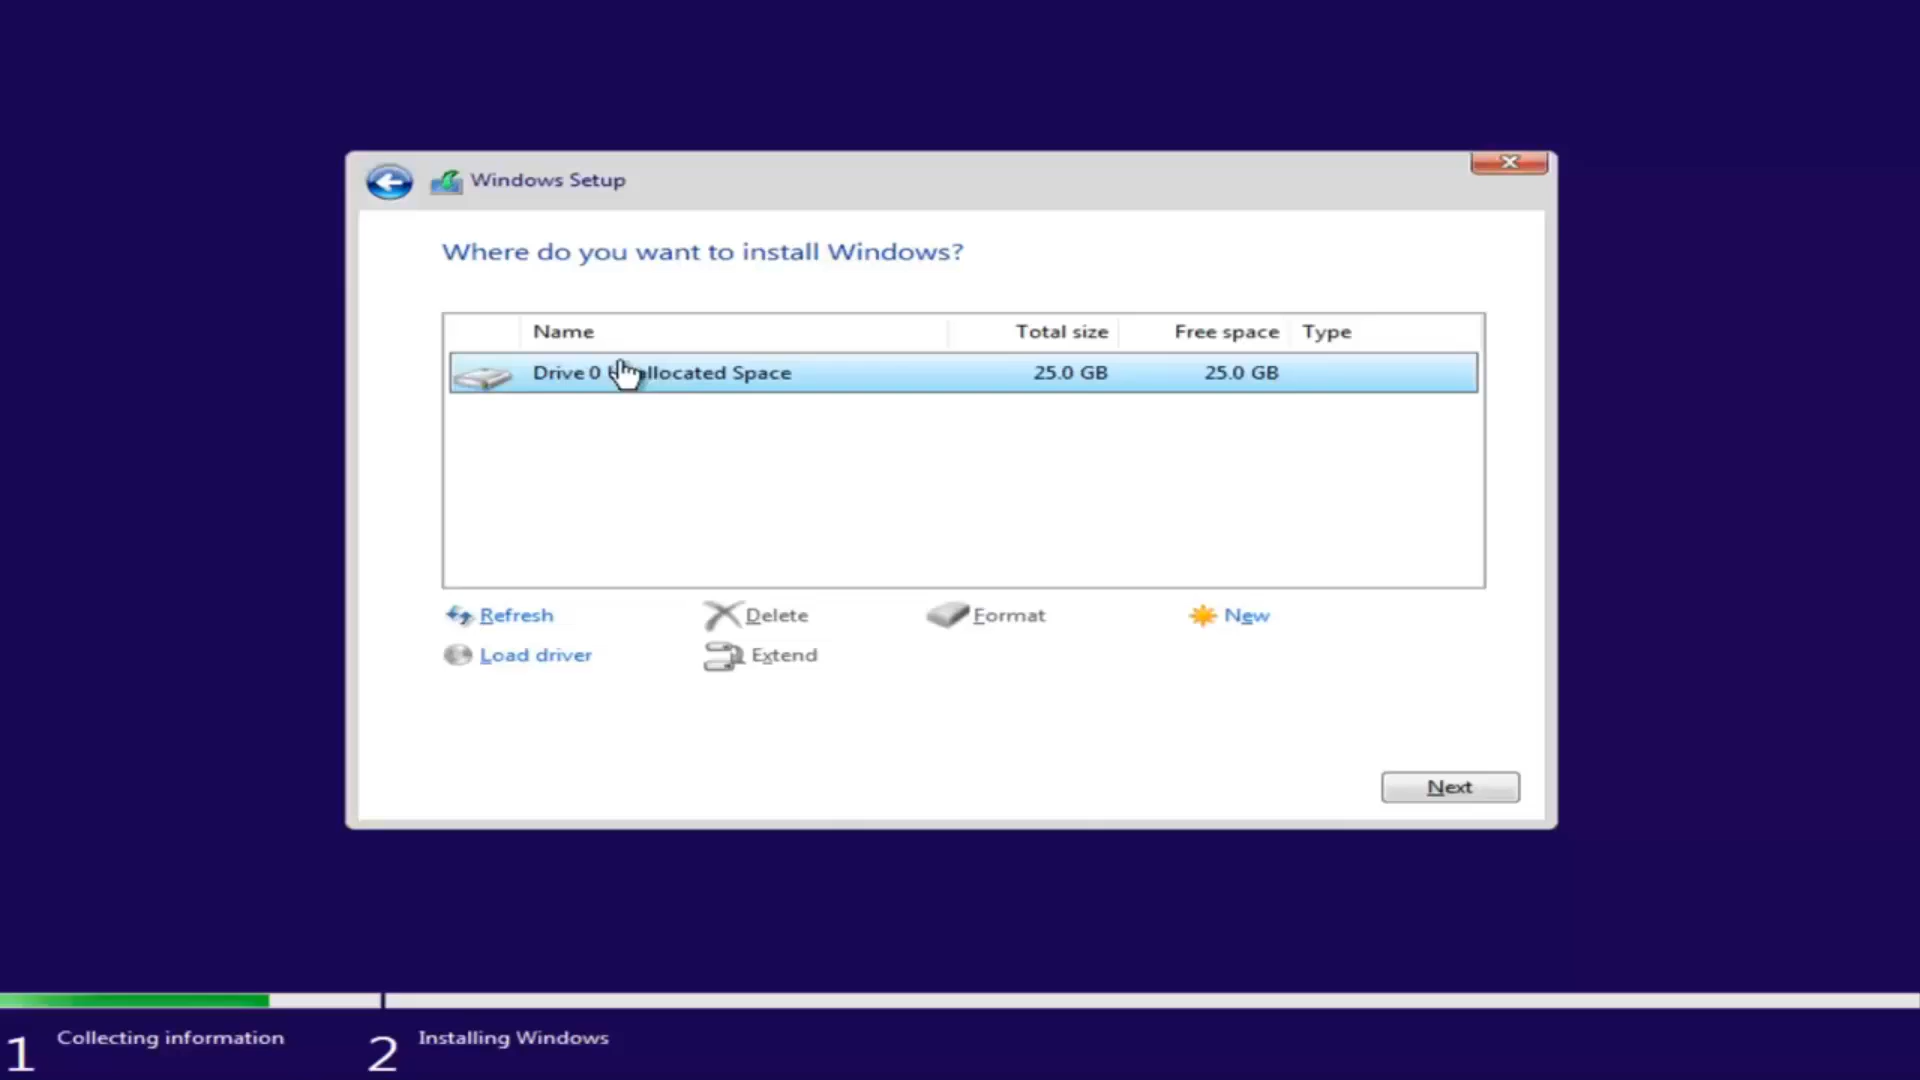 Windows Setup
Where do you want to install Windows?
Name Total size Free space Type
Drive 0 Unallocated Space 25.0 GB 25.0 GB
Refresh Delete Format New
Load driver Extend
Next
1 Collecting information 2 Installing Windows